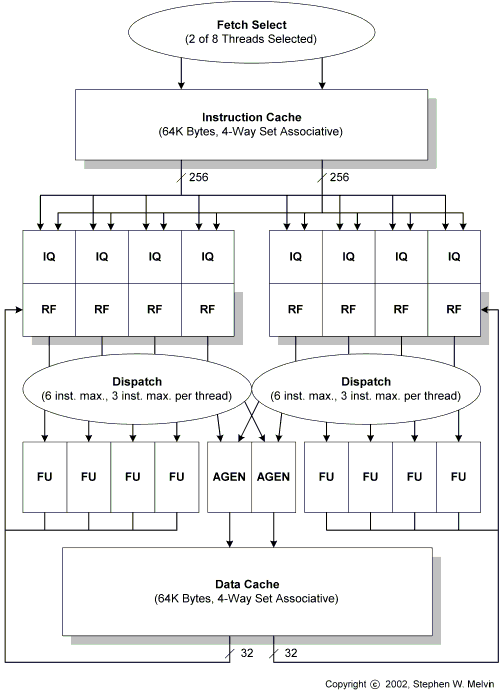 Fetch Select
(2 of 8 Threads Selected)
Instruction Cache
(64K Bytes, 4-Way Set Associative)
256 256
IQ IQ IQ IQ IQ IQ IQ IQ
RF RF RF RF RF RF RF RF
Dispatch Dispatch
(6 inst. max., 3 inst. max. per thread) (6 inst. max., 3 inst. max. per thread)
FU FU FU FU AGEN AGEN FU FU FU FU
Data Cache
(64K Bytes, 4-Way Set Associative)
32 32
Copyright © 2002, Stephen W. Melvin